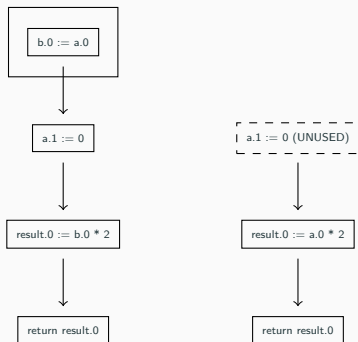 b.0 := a.0
a.1 := 0
result.0 := b.0 * 2
return result.0
a.1 := 0 (UNUSED)
result.0 := a.0 * 2
return result.0